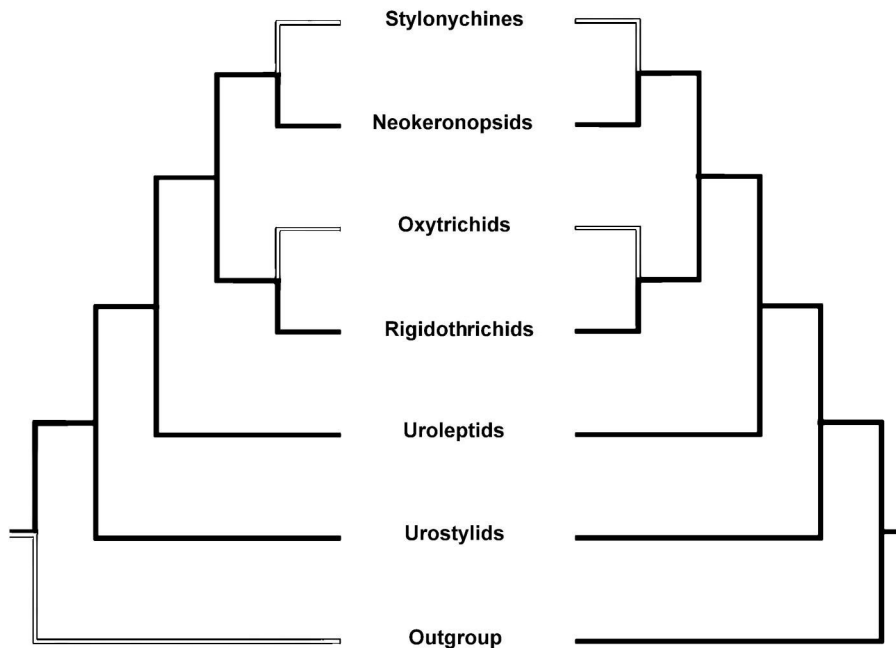 Stylonychines
Neokeronopsids
Oxytrichids
Rigidothrichids
Uroleptids
Urostylids
Outgroup